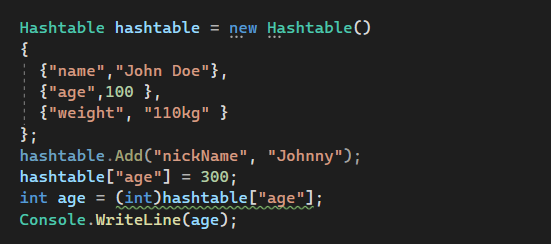 Hashtable hashtable = new Hashtable()
{
  {"name","John Doe"},
  {"age",100 },
  {"weight", "110kg" }
};
hashtable.Add("nickName", "Johnny");
hashtable["age"] = 300;
int age = (int)hashtable["age"];
Console.WriteLine(age);